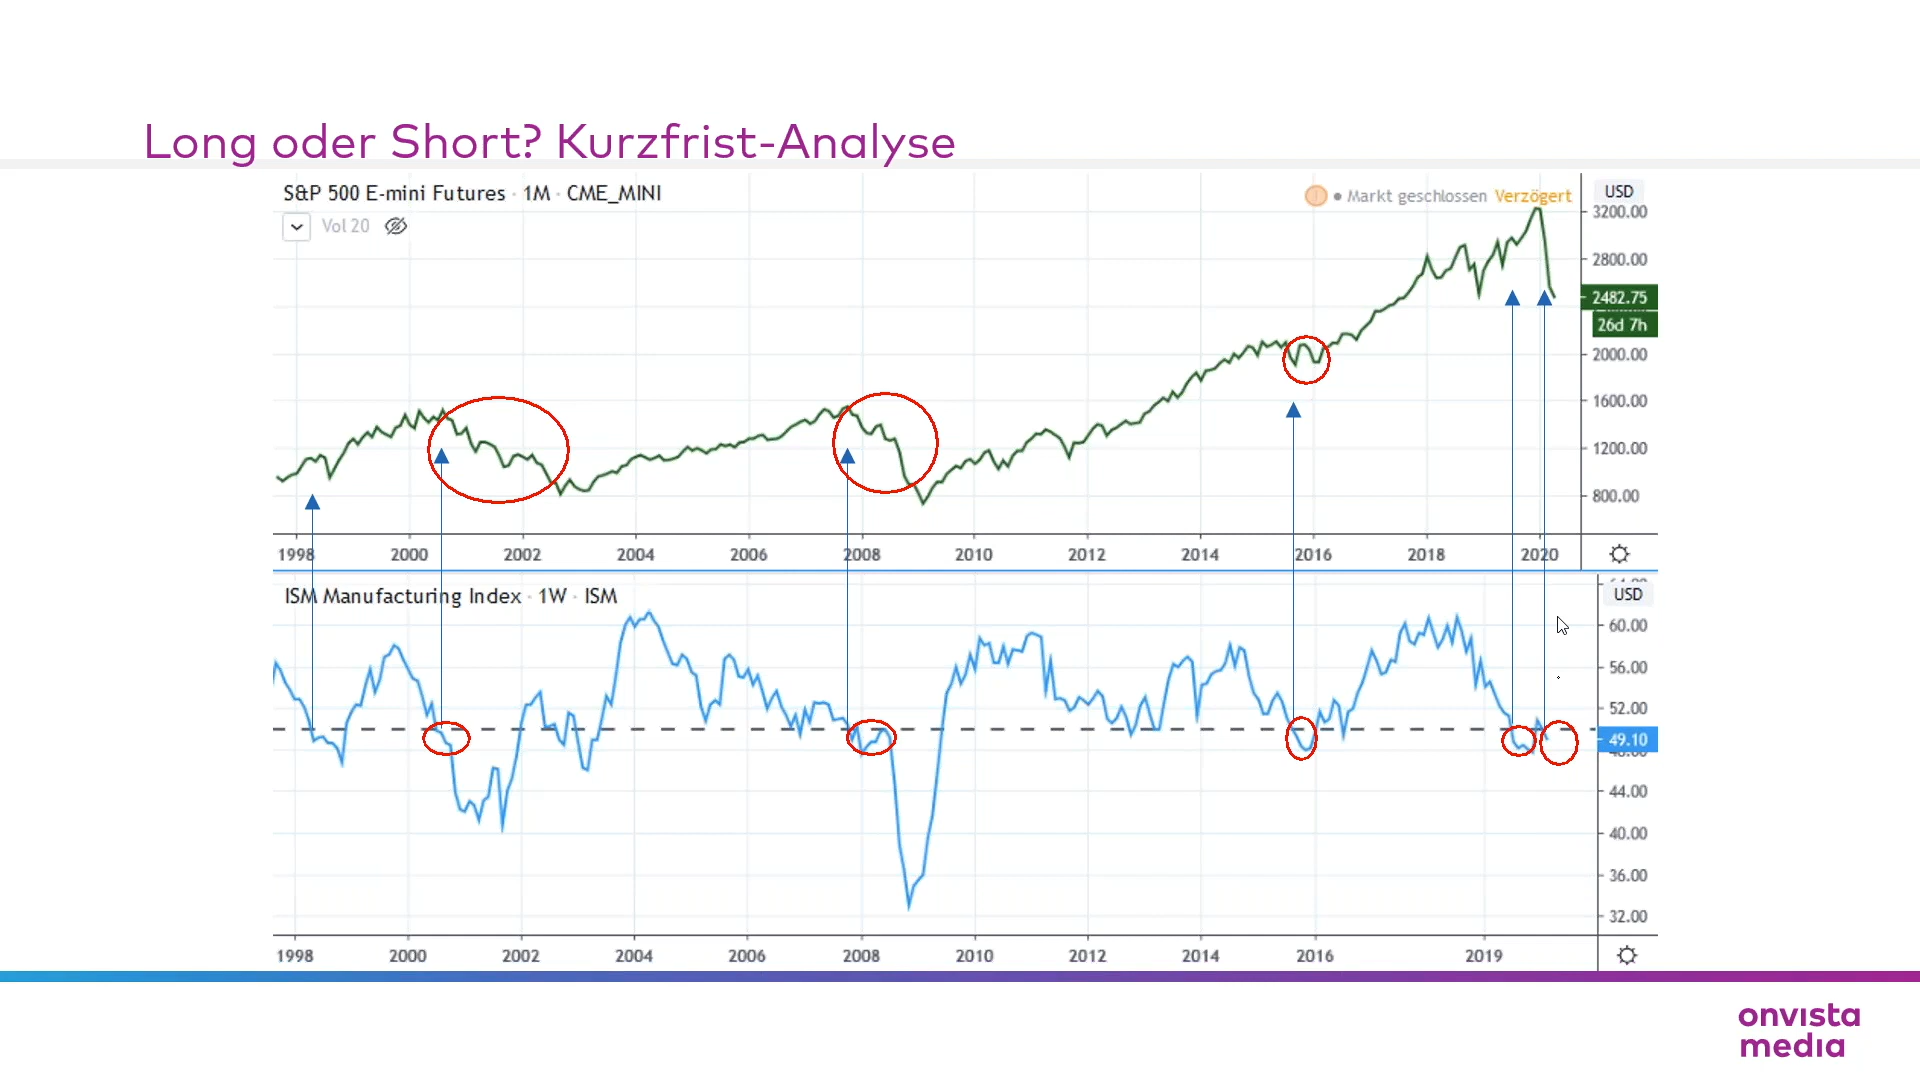 Long oder Short? Kurzfrist-Analyse
S&P 500 E-mini Futures · 1M · CME_MINI
Markt geschlossen Verzögert
USD
Vol 20
3200.00
2800.00
2482.75
26d 7h
2000.00
1600.00
1200.00
800.00
1998 2000 2002 2004 2006 2008 2010 2012 2014 2016 2018 2020
ISM Manufacturing Index · 1W · ISM
USD
60.00
56.00
52.00
49.10
44.00
40.00
36.00
32.00
1998 2000 2002 2004 2006 2008 2010 2012 2014 2016 2019
onvista
media